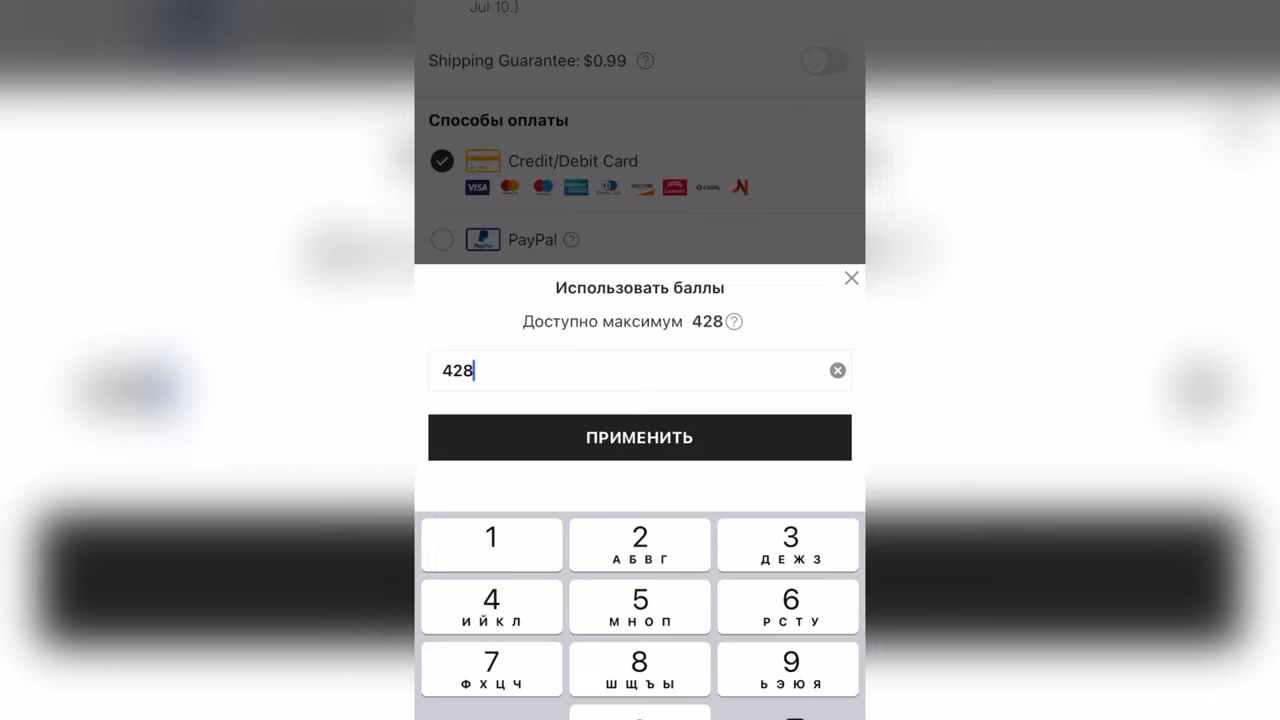 Jul 10.)
Shipping Guarantee: $0.99 ?
Способы оплаты
Credit/Debit Card
VISA
PayPal PayPal ?
Использовать баллы
Доступно максимум 428 ?
428
ПРИМЕНИТЬ
1 2 3
А Б В Г Д Е Ж З
4 5 6
И Й К Л М Н О П Р С Т У
7 8 9
Ф Х Ц Ч Ш Щ Ъ Ы Ь Э Ю Я